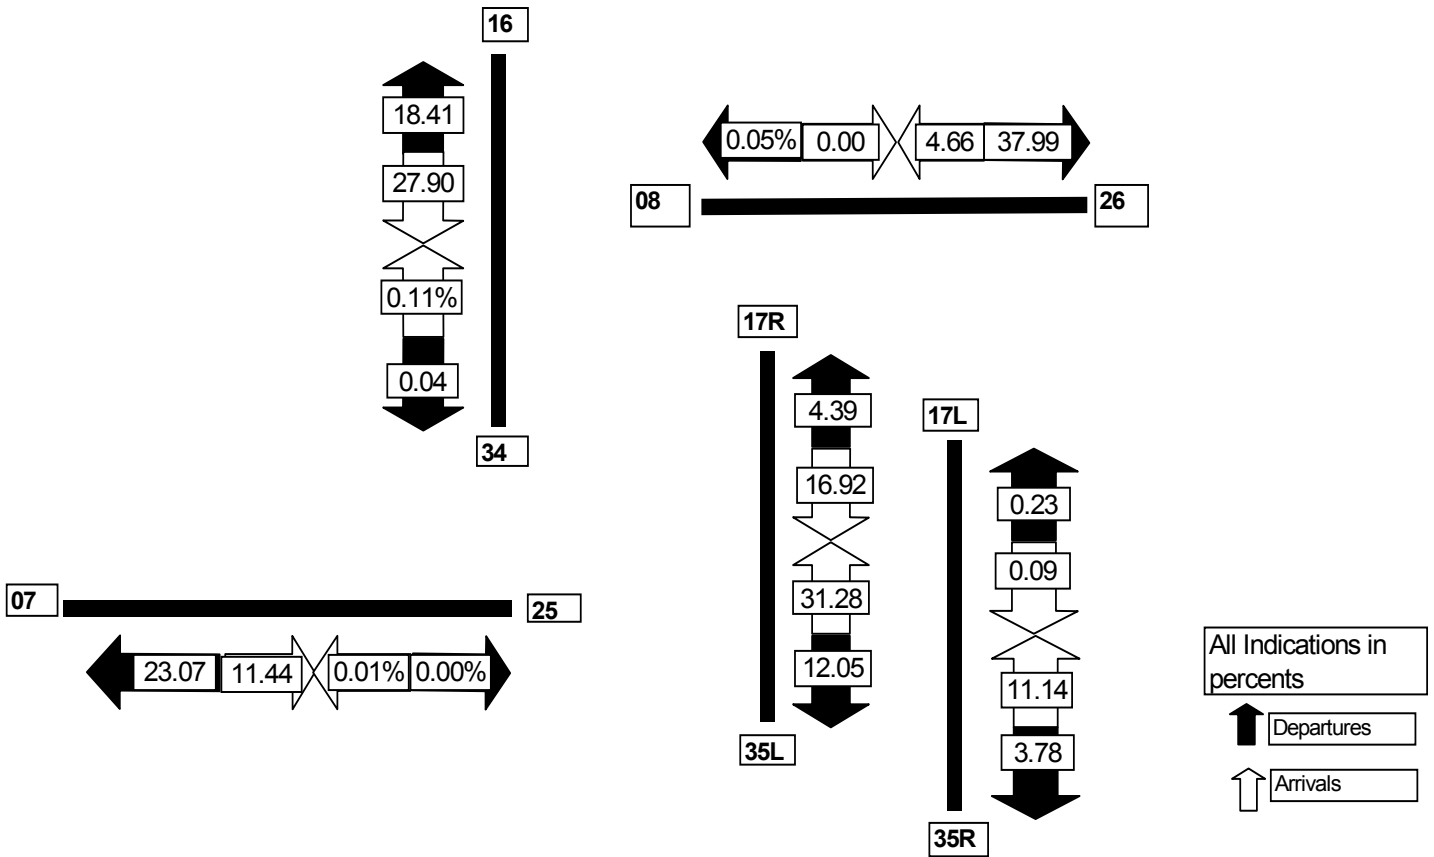 16
18.41
27.90
0.11%
0.04
34
0.05% 0.00 4.66 37.99
08
26
17R
4.39
16.92
31.28
12.05
35L
17L
0.23
0.09
11.14
3.78
35R
07
25
23.07 11.44 0.01% 0.00%
All Indications in
percents
Departures
Arrivals